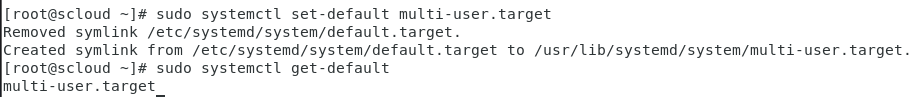 [root@scloud ~]# sudo systemctl set-default multi-user.target
Removed symlink /etc/systemd/system/default.target.
Created symlink from /etc/systemd/system/default.target to /usr/lib/systemd/system/multi-user.target.
[root@scloud ~]# sudo systemctl get-default
multi-user.target